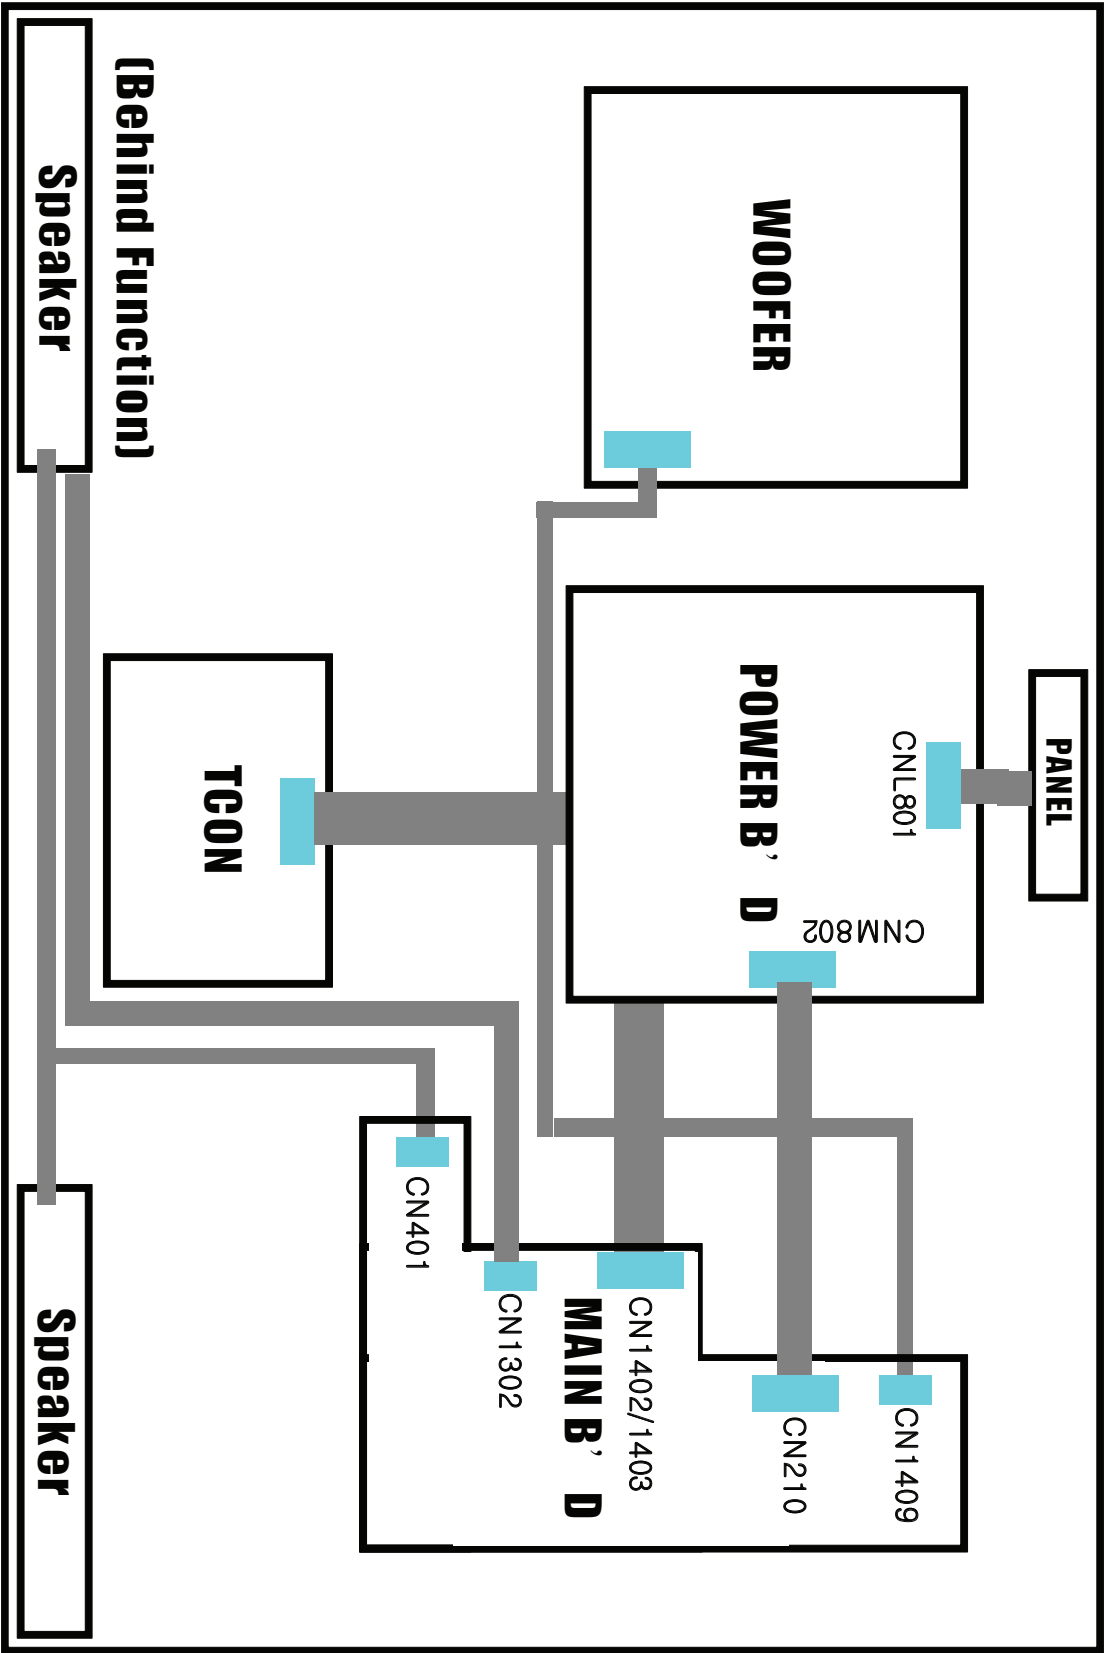 PANEL
WOOFER
CNL801
CNM802
POWER B’ D
CN1409
CN210
CN1402/1403
MAIN B’ D
CN1302
CN401
TCON
(Behind Function)
Speaker
Speaker